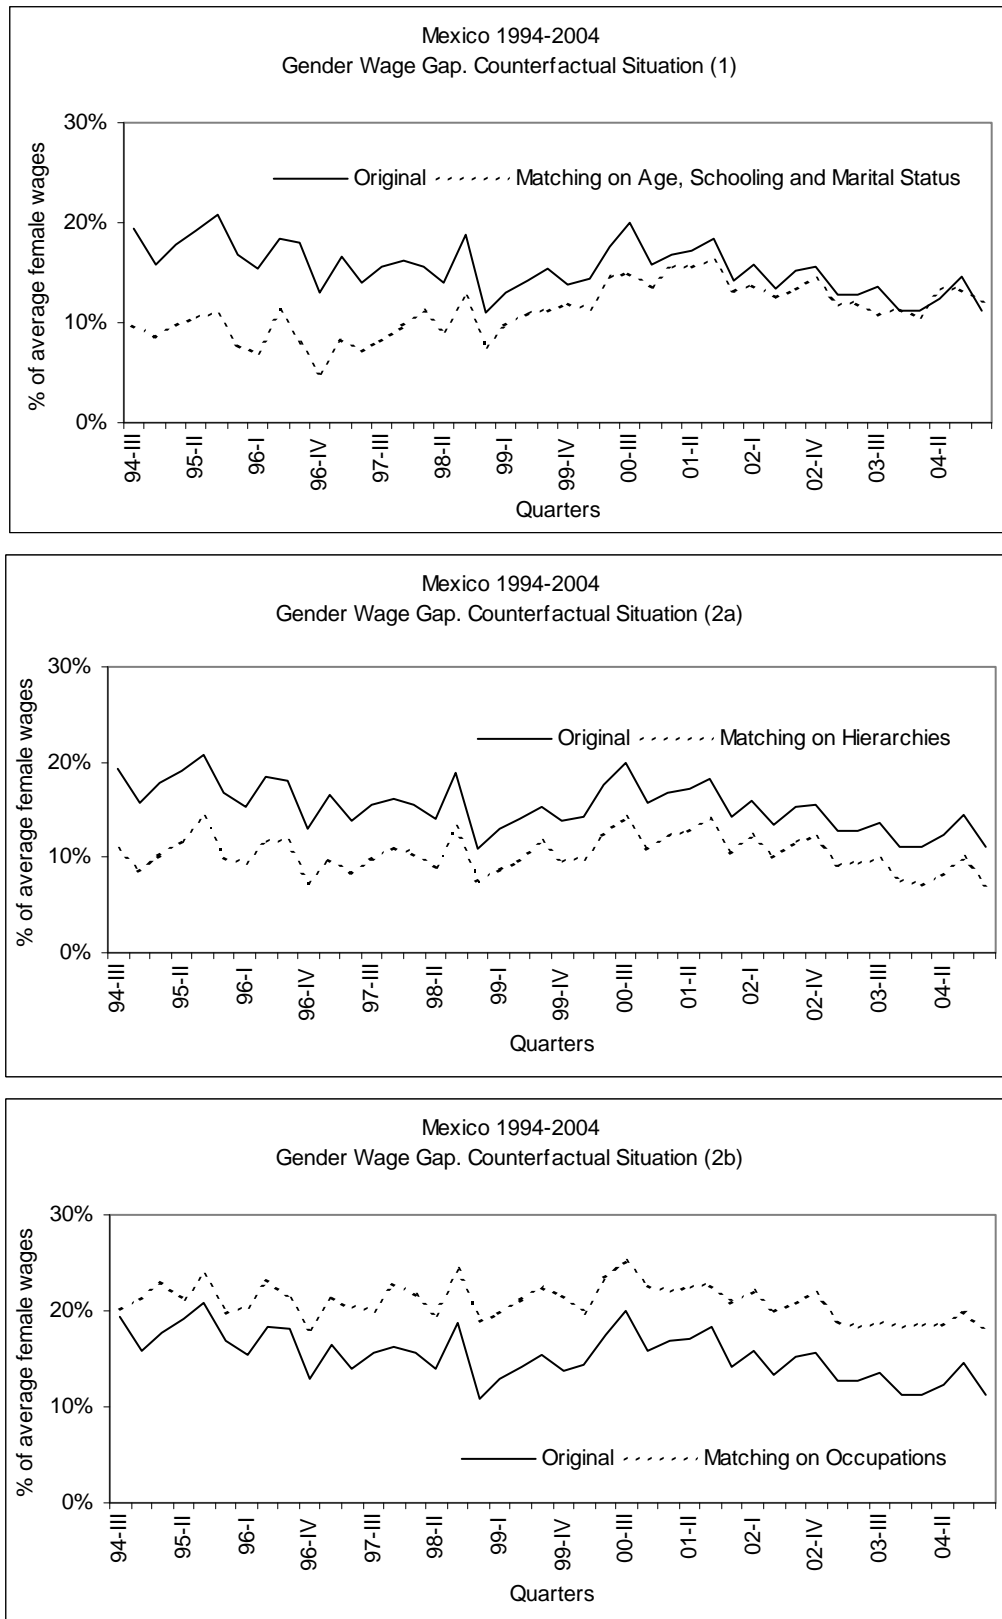 Mexico 1994-2004
Gender Wage Gap. Counterfactual Situation (1)
30%
20%
10%
0%
% of average female wages
Original
Matching on Age, Schooling and Marital Status
94-III
95-II
96-I
96-IV
97-III
98-II
99-I
99-IV
00-III
01-II
02-I
02-IV
03-III
04-II
Quarters
Mexico 1994-2004
Gender Wage Gap. Counterfactual Situation (2a)
30%
20%
10%
0%
% of average female wages
Original
Matching on Hierarchies
94-III
95-II
96-I
96-IV
97-III
98-II
99-I
99-IV
00-III
01-II
02-I
02-IV
03-III
04-II
Quarters
Mexico 1994-2004
Gender Wage Gap. Counterfactual Situation (2b)
30%
20%
10%
0%
% of average female wages
Original
Matching on Occupations
94-III
95-II
96-I
96-IV
97-III
98-II
99-I
99-IV
00-III
01-II
02-I
02-IV
03-III
04-II
Quarters